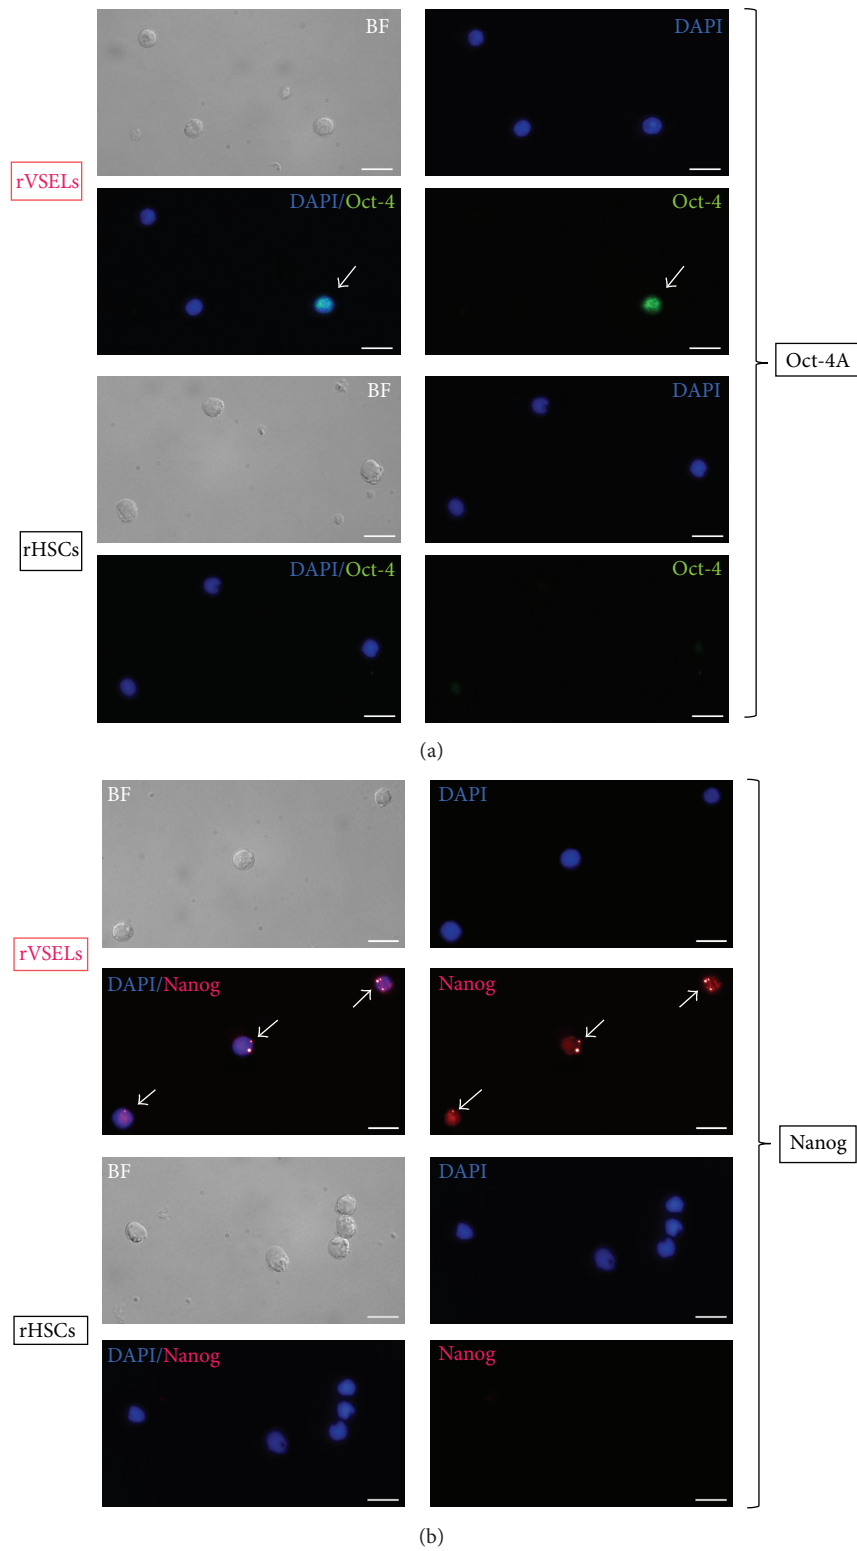 BF
DAPI
rVSELs
DAPI/Oct-4
Oct-4
Oct-4A
BF
DAPI
rHSCs
DAPI/Oct-4
Oct-4
(a)
BF
DAPI
rVSELs
DAPI/Nanog
Nanog
Nanog
BF
DAPI
rHSCs
DAPI/Nanog
Nanog
(b)